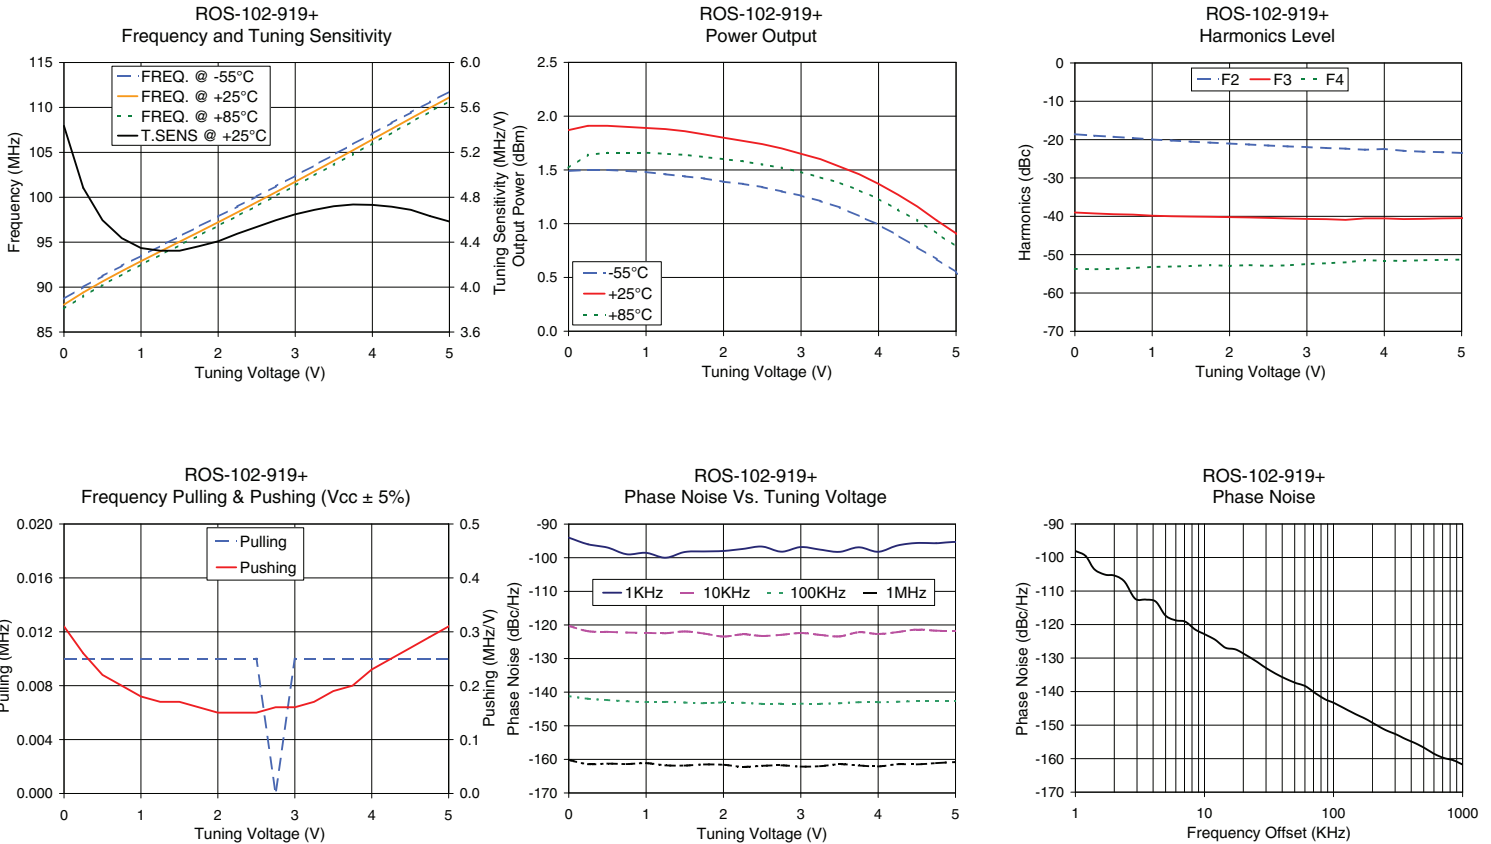 ROS-102-919+
Frequency and Tuning Sensitivity
115
110
105
100
95
90
85
6.0
5.6
5.2
4.8
4.4
4.0
3.6
FREQ. @ -55°C
FREQ. @ +25°C
FREQ. @ +85°C
T.SENS @ +25°C
Frequency (MHz)
Tuning Sensitivity (MHz/V)
0 1 2 3 4 5
Tuning Voltage (V)
ROS-102-919+
Power Output
2.5
2.0
1.5
1.0
0.5
0.0
-55°C
+25°C
+85°C
Output Power (dBm)
0 1 2 3 4 5
Tuning Voltage (V)
ROS-102-919+
Harmonics Level
0
-10
-20
-30
-40
-50
-60
-70
F2 F3 F4
Harmonics (dBc)
0 1 2 3 4 5
Tuning Voltage (V)
ROS-102-919+
Frequency Pulling & Pushing (Vcc ± 5%)
0.020
0.016
0.012
0.008
0.004
0.000
0.5
0.4
0.3
0.2
0.1
0.0
Pulling
Pushing
Pulling (MHz)
Pushing (MHz/V)
0 1 2 3 4 5
Tuning Voltage (V)
ROS-102-919+
Phase Noise Vs. Tuning Voltage
-90
-100
-110
-120
-130
-140
-150
-160
-170
1KHz 10KHz 100KHz 1MHz
Phase Noise (dBc/Hz)
0 1 2 3 4 5
Tuning Voltage (V)
ROS-102-919+
Phase Noise
-90
-100
-110
-120
-130
-140
-150
-160
-170
Phase Noise (dBc/Hz)
1 10 100 1000
Frequency Offset (KHz)